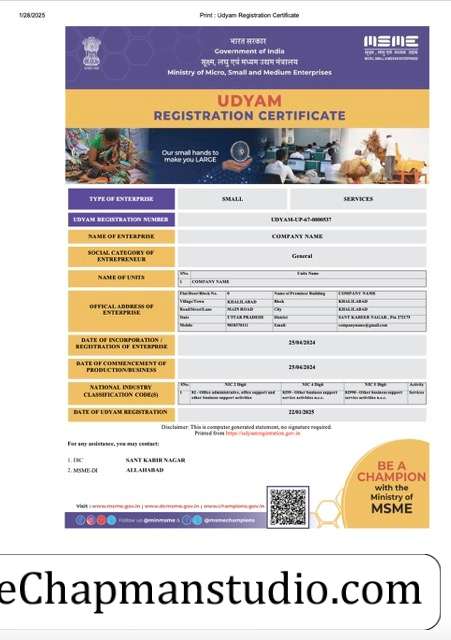 1/28/2025 Print : Udyam Registration Certificate
भारत सरकार
Government of India
सूक्ष्म, लघु एवं मध्यम उद्यम मंत्रालय
Ministry of Micro, Small and Medium Enterprises
MSME
सूक्ष्म, लघु एवं मध्यम उद्यम
MICRO, SMALL & MEDIUM ENTERPRISES
UDYAM
REGISTRATION CERTIFICATE
Our small hands to
make you LARGE
TYPE OF ENTERPRISE SMALL SERVICES
UDYAM REGISTRATION NUMBER UDYAM-UP-67-0000537
NAME OF ENTERPRISE COMPANY NAME
SOCIAL CATEGORY OF
ENTREPRENEUR General
NAME OF UNITS
SNo. Units Name
1 COMPANY NAME
OFFICAL ADDRESS OF
ENTERPRISE
Flat/Door/Block No. 0 Name of Premises/ Building COMPANY NAME
Village/Town KHALILABAD Block KHALILABAD
Road/Street/Lane MAIN ROAD City KHALILABAD
State UTTAR PRADESH District SANT KABEER NAGAR , Pin 272175
Mobile Email: companyname@gmail.com
DATE OF INCORPORATION /
REGISTRATION OF ENTERPRISE 25/04/2024
DATE OF COMMENCEMENT OF
PRODUCTION/BUSINESS 25/04/2024
NATIONAL INDUSTRY
CLASSIFICATION CODE(S)
SNo. NIC 2 Digit NIC 4 Digit NIC 5 Digit Activity
1 82 - Office administrative, office support and other business support activities 8299 - Other business support service activities n.e.c. 82990 - Other business support service activities n.e.c. Services
DATE OF UDYAM REGISTRATION 22/01/2025
Disclaimer: This is computer generated statement, no signature required.
Printed from https://udyamregistration.gov.in
For any assistance, you may contact:
1. DIC SANT KABIR NAGAR
2. MSME-DI ALLAHABAD
BE A
CHAMPION
with the
Ministry of
MSME
Visit : www.msme.gov.in ; www.dcmsme.gov.in ; www.champions.gov.in
Follow us @minmsme & @msmechampions
eChapmanstudio.com